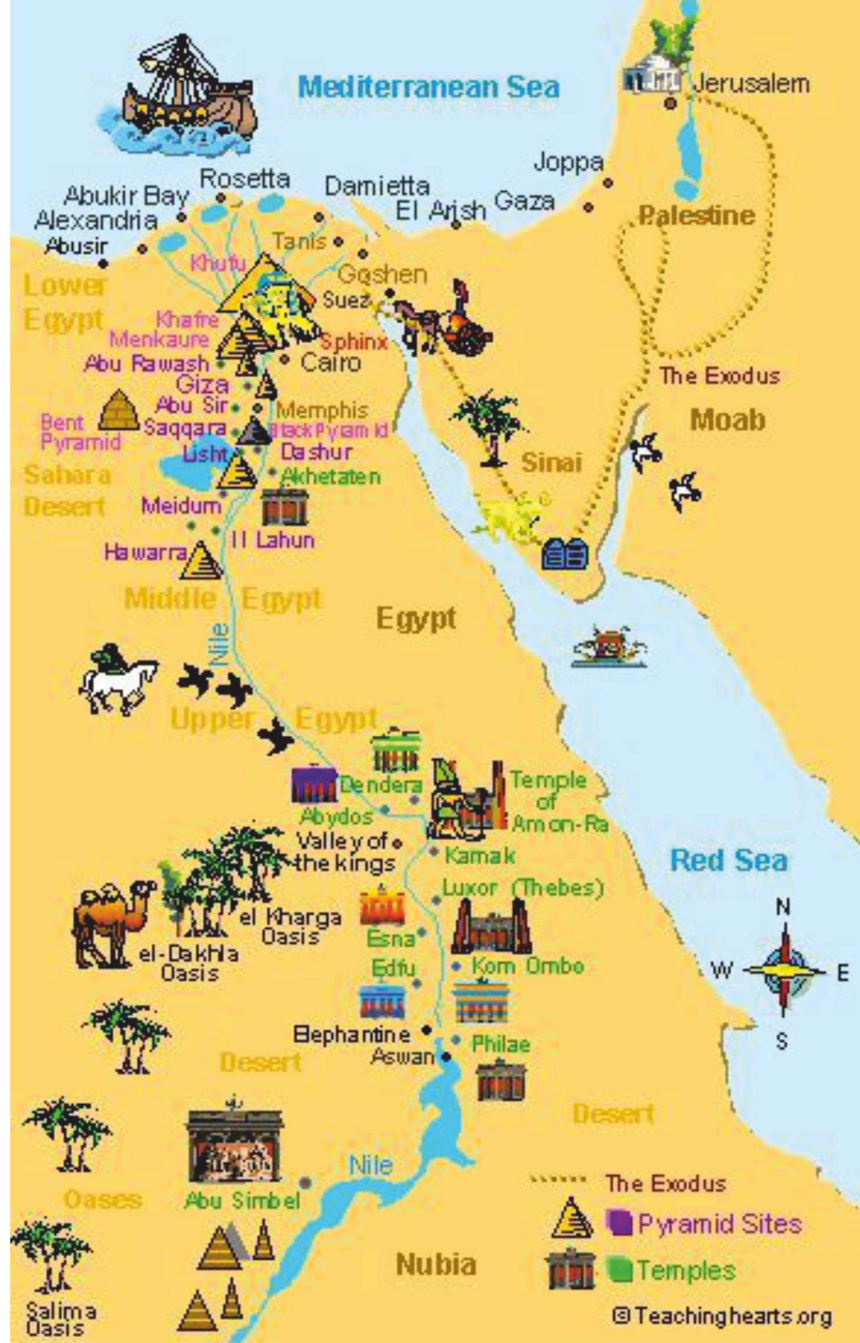 Mediterranean Sea
Jerusalem
Joppa
Rosetta
Damietta
Abukir Bay
El Arish
Gaza
Alexandria
Palestine
Abusir
Tanis
Khufu
Goshen
Lower
Egypt
Suez
Khafre
Menkaure
Sphinx
Abu Rawash
Cairo
The Exodus
Giza
Abu Sir
Memphis
Moab
Bent
Pyramid
Saqqara
Black Pyramid
Lisht
Dashur
Sinai
Sahara
Desert
Akhetaten
Meidum
Il Lahun
Hawarra
Middle Egypt
Egypt
Nile
Upper Egypt
Dendera
Temple
of
Amon-Ra
Abydos
Valley of
the kings
Karnak
Red Sea
Luxor (Thebes)
el Kharga
Oasis
N
Esna
el-Dakhla
Oasis
Edfu
Kom Ombo
W
E
S
Elephantine
Aswan
Philae
Desert
Desert
Nile
The Exodus
Oases
Abu Simbel
Pyramid Sites
Nubia
Temples
Salima
Oasis
©Teachinghearts.org